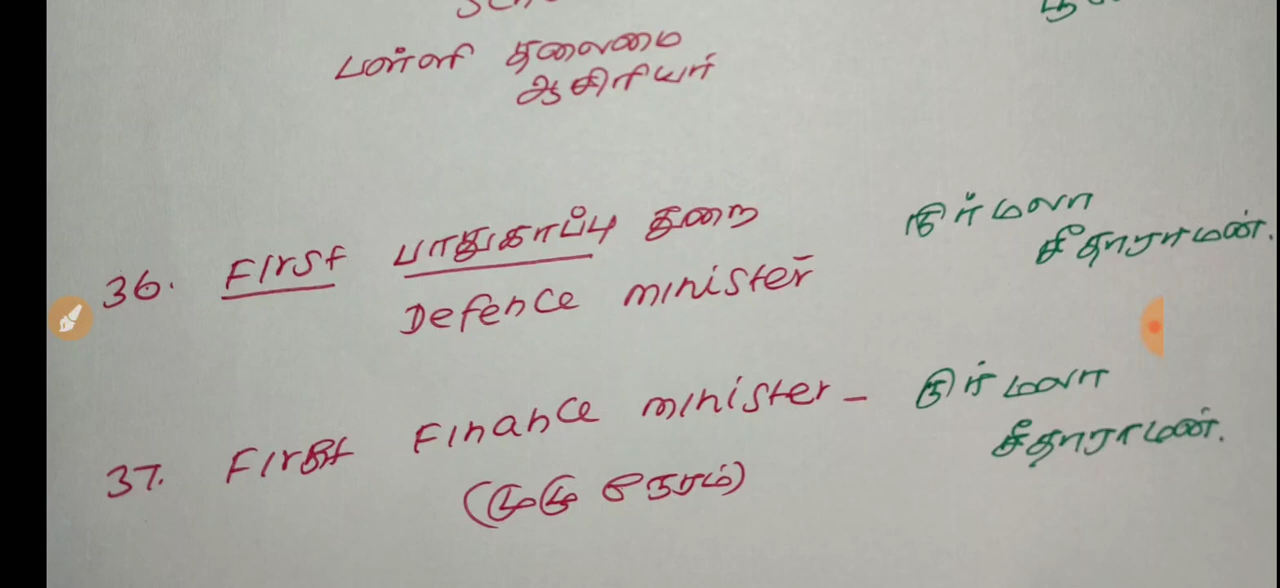 பள்ளி தலைமை
ஆசிரியர்
36. First பாதுகாப்பு துறை நிர்மலா
Defence minister சீதாராமன்.
37. First Finance minister – நிர்மலா
(முழு நேரம்) சீதாராமன்.